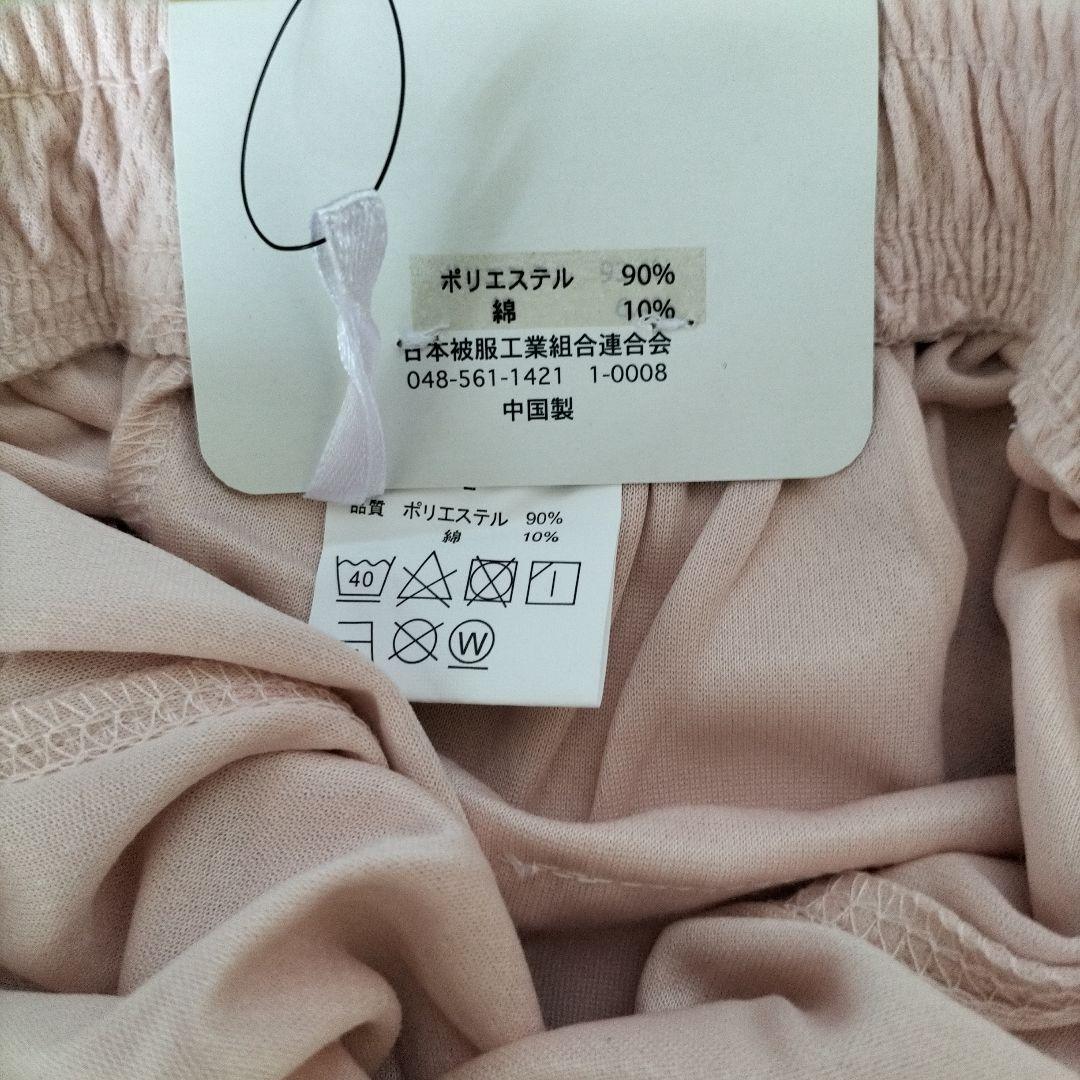 ポリエステル 90%
綿 10%
日本被服工業組合連合会
048-561-1421 1-0008
中国製
品質 ポリエステル 90%
綿 10%
40
W